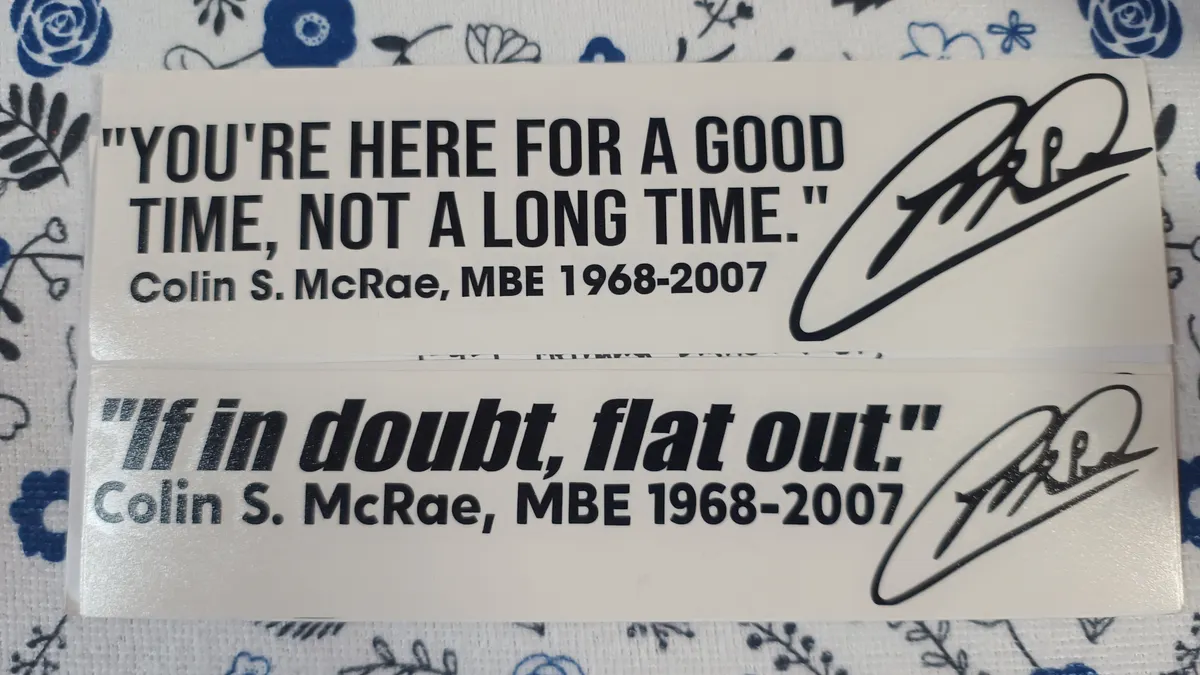 "YOU'RE HERE FOR A GOOD
TIME, NOT A LONG TIME."
Colin S. McRae, MBE 1968-2007
"If in doubt, flat out."
Colin S. McRae, MBE 1968-2007